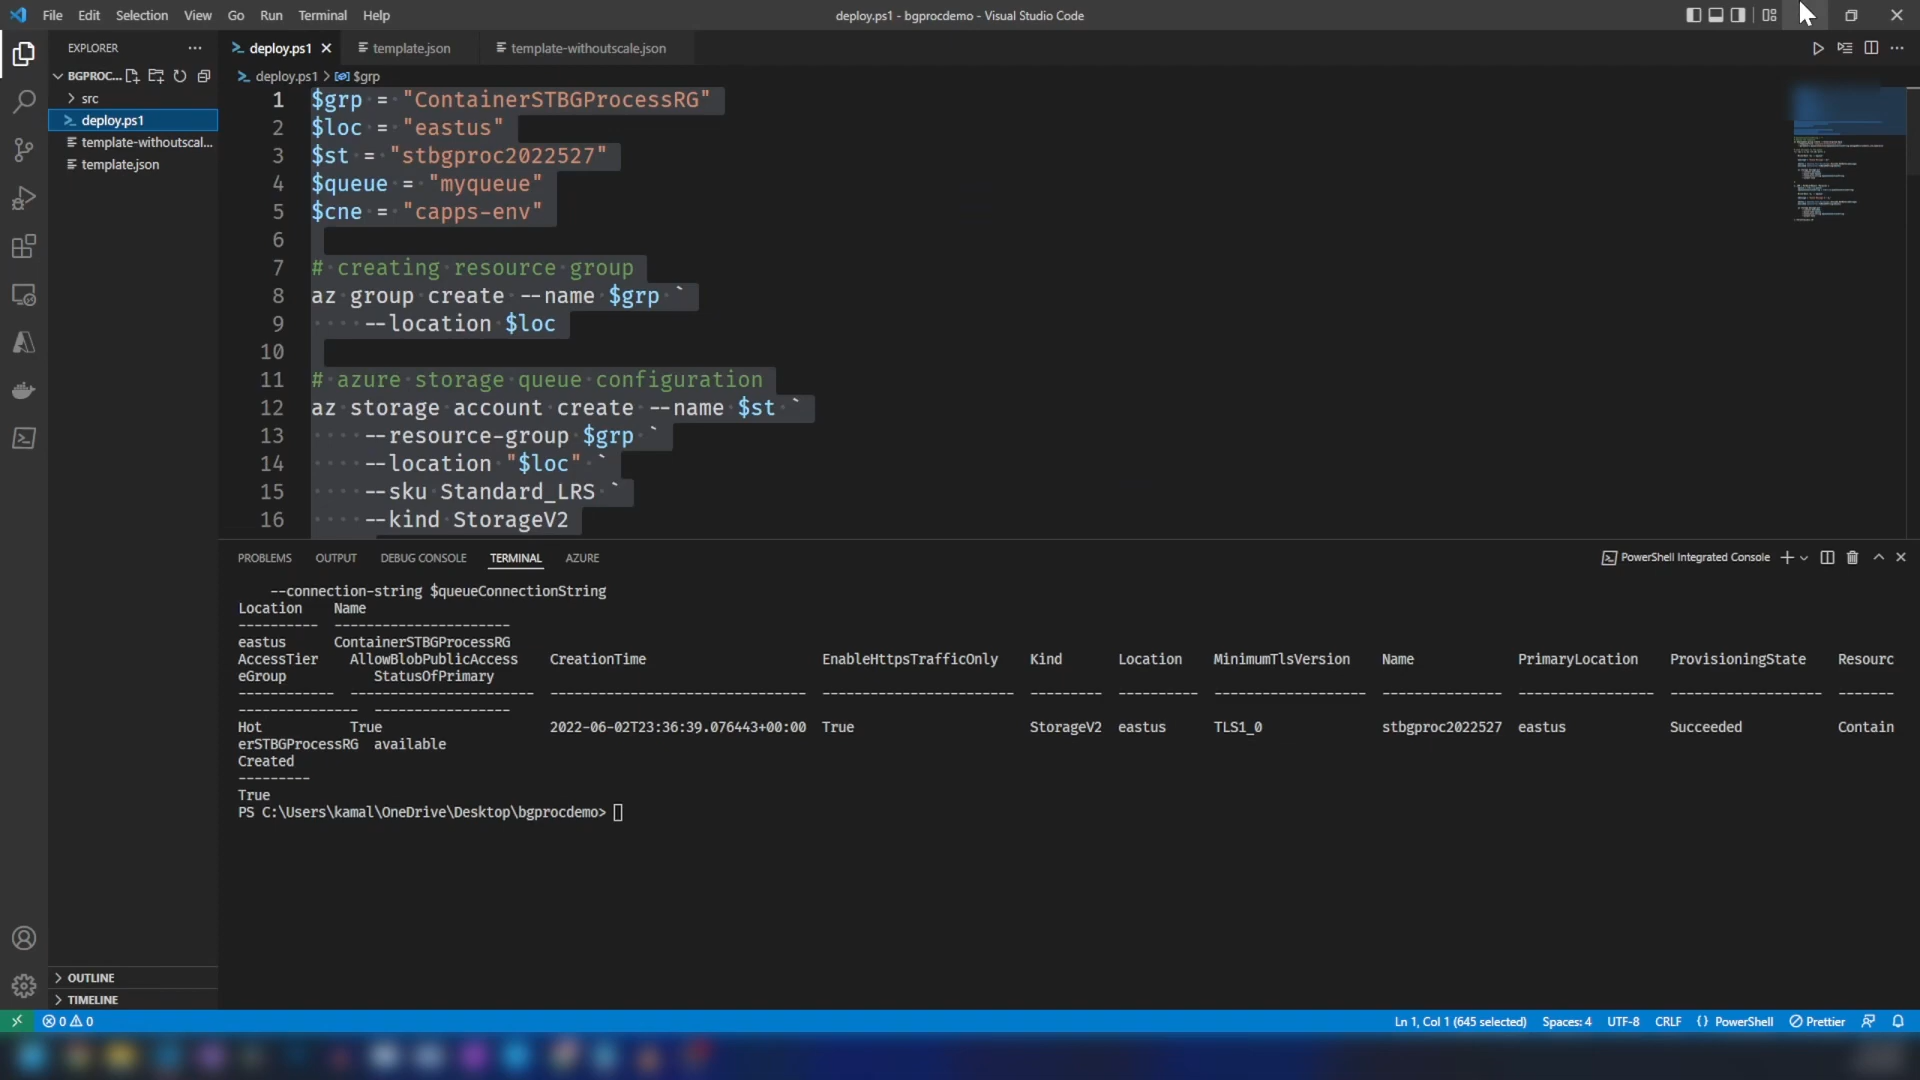 File Edit Selection View Go Run Terminal Help
deploy.ps1 - bgprocdemo - Visual Studio Code
EXPLORER
BGPROC...
src
deploy.ps1
template-withoutscal...
template.json
OUTLINE
TIMELINE
deploy.ps1 template.json template-withoutscale.json
deploy.ps1 > $grp
1 $grp = "ContainerSTBGProcessRG"
2 $loc = "eastus"
3 $st = "stbgproc2022527"
4 $queue = "myqueue"
5 $cne = "capps-env"
6
7 # creating resource group
8 az group create --name $grp `
9 --location $loc
10
11 # azure storage queue configuration
12 az storage account create --name $st `
13 --resource-group $grp `
14 --location "$loc" `
15 --sku Standard_LRS `
16 --kind StorageV2
PROBLEMS OUTPUT DEBUG CONSOLE TERMINAL AZURE
PowerShell Integrated Console
--connection-string $queueConnectionString
Location Name
---------- ----------------------
eastus ContainerSTBGProcessRG
AccessTier AllowBlobPublicAccess CreationTime EnableHttpsTrafficOnly Kind Location MinimumTlsVersion Name PrimaryLocation ProvisioningState Resourc
eGroup StatusOfPrimary
------------ ----------------------- -------------------------------- ------------------------ --------- ---------- ------------------- --------------- ----------------- ------------------- -------
--------------- -----------------
Hot True 2022-06-02T23:36:39.076443+00:00 True StorageV2 eastus TLS1_0 stbgproc2022527 eastus Succeeded Contain
erSTBGProcessRG available
Created
---------
True
PS C:\Users\kamal\OneDrive\Desktop\bgprocdemo>
0 0
Ln 1, Col 1 (645 selected) Spaces: 4 UTF-8 CRLF {} PowerShell Prettier